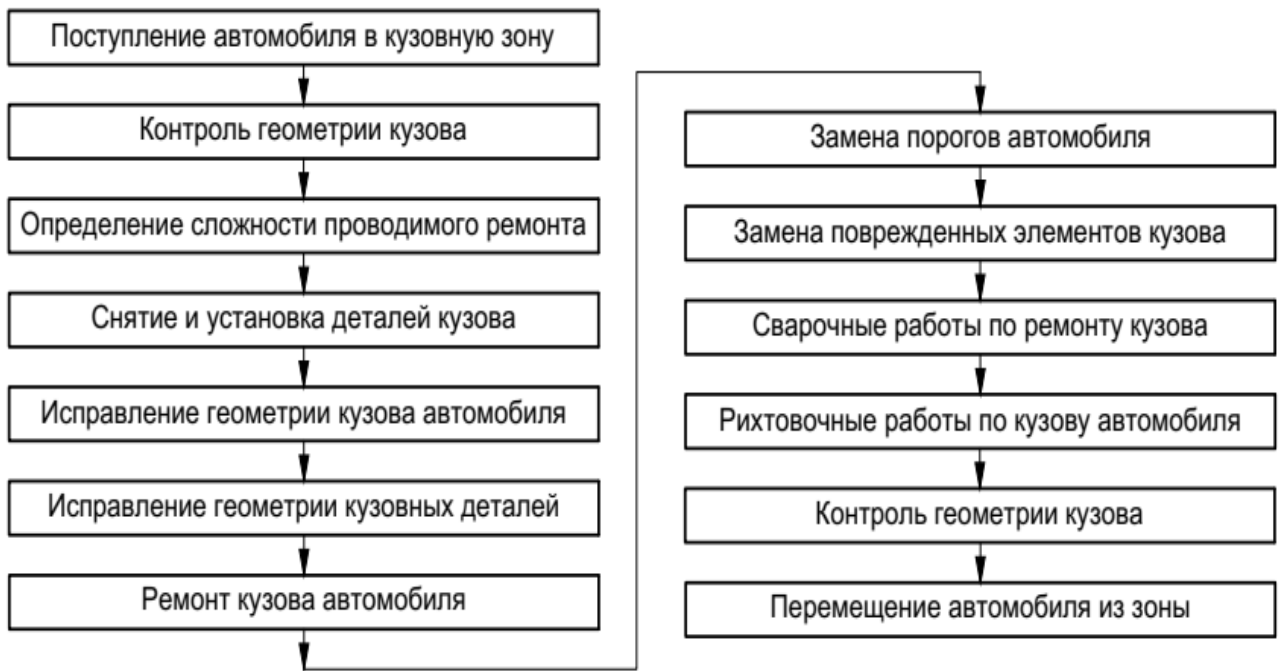 Поступление автомобиля в кузовную зону
Контроль геометрии кузова
Определение сложности проводимого ремонта
Снятие и установка деталей кузова
Исправление геометрии кузова автомобиля
Исправление геометрии кузовных деталей
Ремонт кузова автомобиля
Замена порогов автомобиля
Замена поврежденных элементов кузова
Сварочные работы по ремонту кузова
Рихтовочные работы по кузову автомобиля
Контроль геометрии кузова
Перемещение автомобиля из зоны